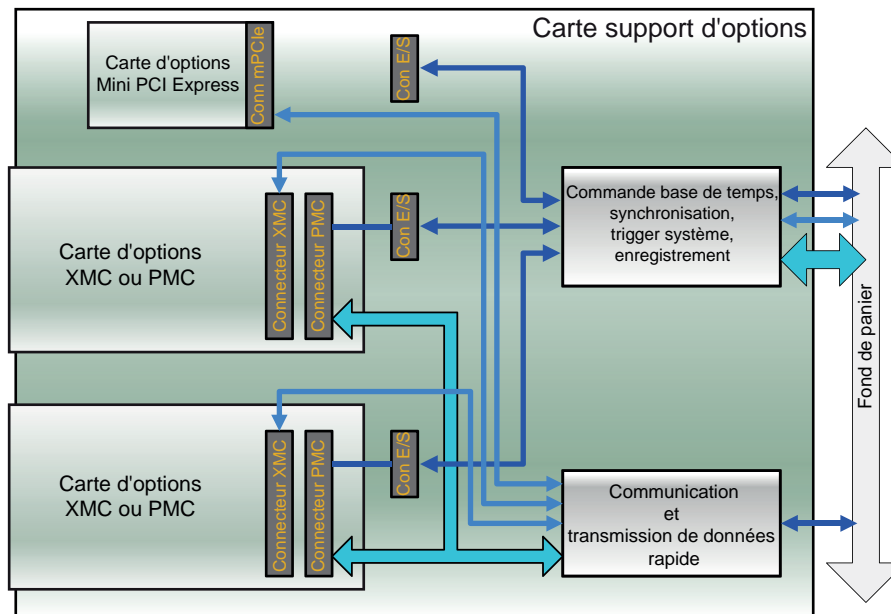 Carte support d'options
Carte d'options
Mini PCI Express
Conn mPCIe
Con E/S
Carte d'options
XMC ou PMC
Connecteur XMC
Connecteur PMC
Con E/S
Commande base de temps,
synchronisation,
trigger système,
enregistrement
Fond de panier
Carte d'options
XMC ou PMC
Connecteur XMC
Connecteur PMC
Con E/S
Communication
et
transmission de données
rapide